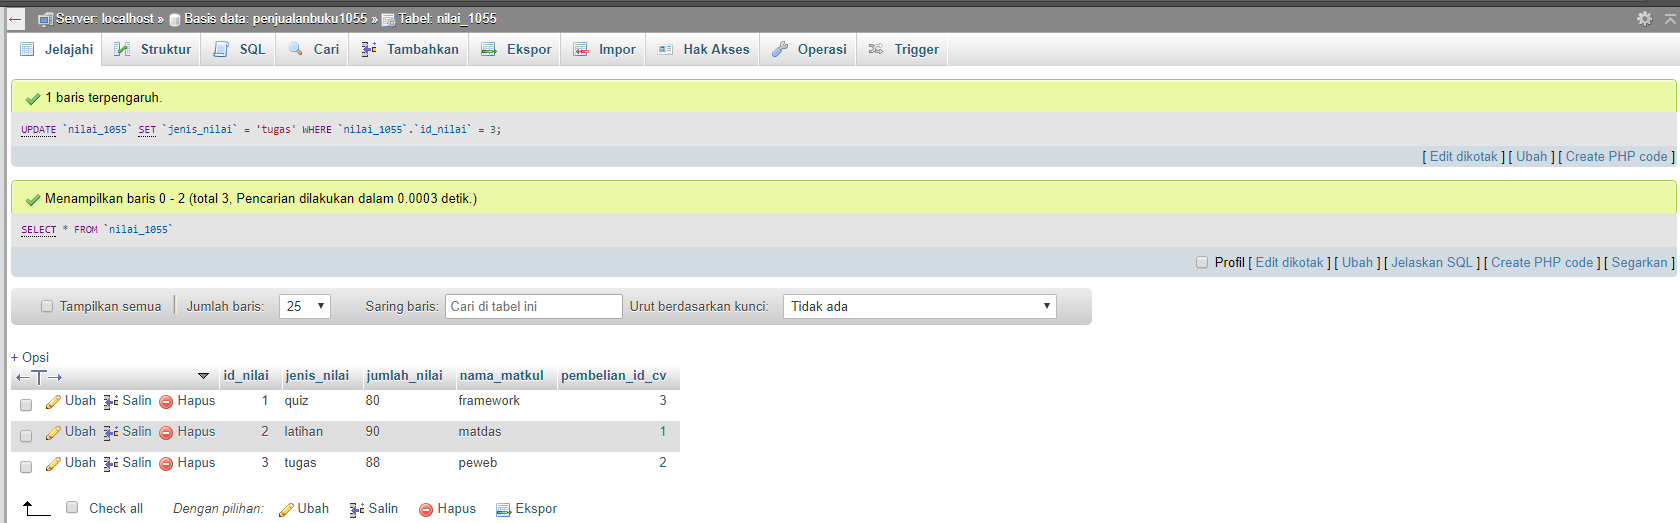 Server: localhost » Basis data: penjualanbuku1055 » Tabel: nilai_1055
Jelajahi Struktur SQL Cari Tambahkan Ekspor Impor Hak Akses Operasi Trigger
1 baris terpengaruh.
UPDATE `nilai_1055` SET `jenis_nilai` = 'tugas' WHERE `nilai_1055`.`id_nilai` = 3;
[ Edit dikotak ] [ Ubah ] [ Create PHP code ]
Menampilkan baris 0 - 2 (total 3, Pencarian dilakukan dalam 0.0003 detik.)
SELECT * FROM `nilai_1055`
Profil [ Edit dikotak ] [ Ubah ] [ Jelaskan SQL ] [ Create PHP code ] [ Segarkan ]
Tampilkan semua Jumlah baris: 25 Saring baris: Cari di tabel ini Urut berdasarkan kunci: Tidak ada
+ Opsi
←T→ id_nilai jenis_nilai jumlah_nilai nama_matkul pembelian_id_cv
Ubah Salin Hapus 1 quiz 80 framework 3
Ubah Salin Hapus 2 latihan 90 matdas 1
Ubah Salin Hapus 3 tugas 88 peweb 2
Check all Dengan pilihan: Ubah Salin Hapus Ekspor